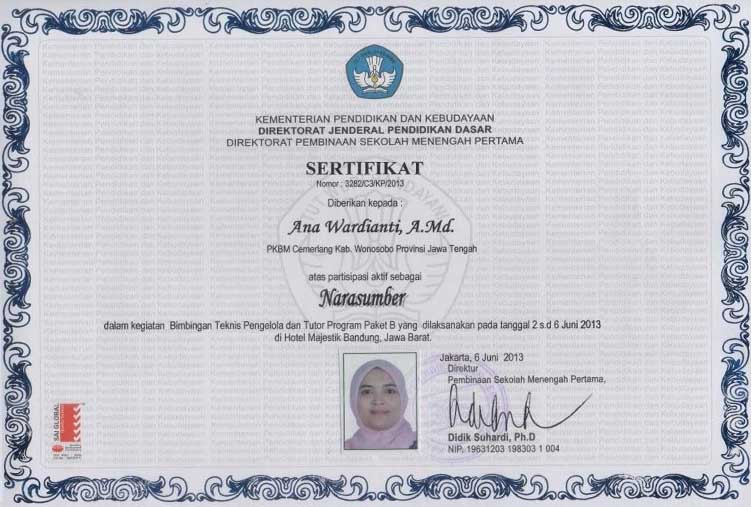 KEMENTERIAN PENDIDIKAN DAN KEBUDAYAAN
DIREKTORAT JENDERAL PENDIDIKAN DASAR
DIREKTORAT PEMBINAAN SEKOLAH MENENGAH PERTAMA
SERTIFIKAT
Nomor : 3282/C3/KP/2013
Diberikan kepada :
Ana Wardianti, A.Md.
PKBM Cemerlang Kab. Wonosobo Provinsi Jawa Tengah
atas partisipasi aktif sebagai
Narasumber
dalam kegiatan Bimbingan Teknis Pengelola dan Tutor Program Paket B yang dilaksanakan pada tanggal 2 s.d 6 Juni 2013
di Hotel Majestik Bandung, Jawa Barat.
Jakarta, 6 Juni 2013
Direktur
Pembinaan Sekolah Menengah Pertama,
Didik Suhardi, Ph.D
NIP. 19631203 198303 1 004
SAI GLOBAL